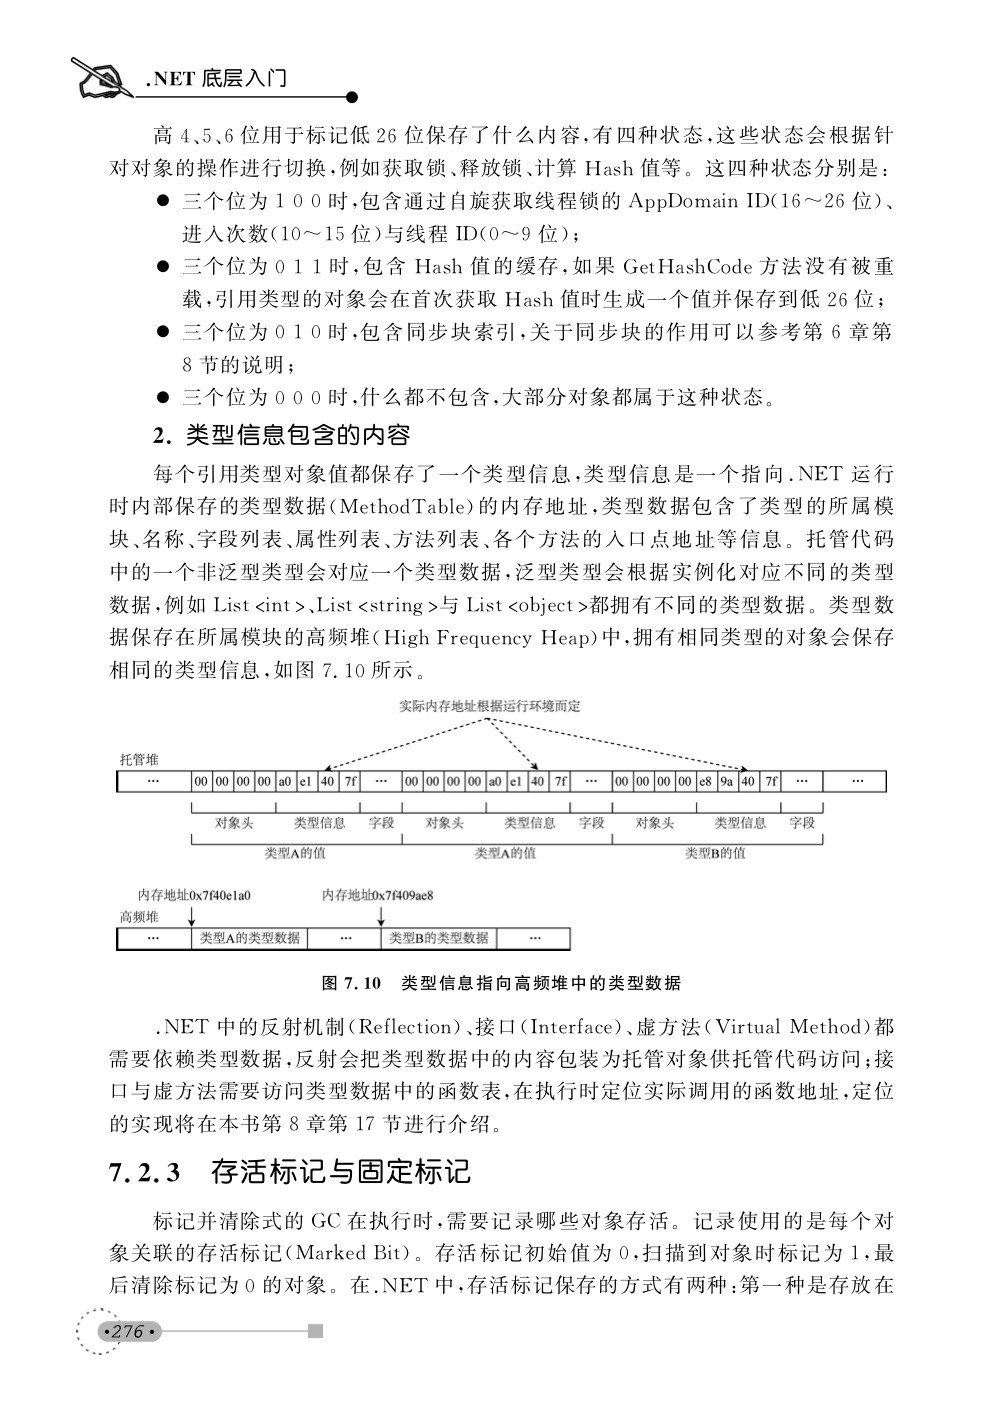 .NET 底层入门
高 4、5、6 位用于标记低 26 位保存了什么内容,有四种状态,这些状态会根据针
对对象的操作进行切换,例如获取锁、释放锁、计算 Hash 值等。这四种状态分别是:
● 三个位为 1 0 0 时,包含通过自旋获取线程锁的 AppDomain ID(16～26 位)、
进入次数(10～15 位)与线程 ID(0～9 位);
● 三个位为 0 1 1 时,包含 Hash 值的缓存,如果 GetHashCode 方法没有被重
载,引用类型的对象会在首次获取 Hash 值时生成一个值并保存到低 26 位;
● 三个位为 0 1 0 时,包含同步块索引,关于同步块的作用可以参考第 6 章第
8 节的说明;
● 三个位为 0 0 0 时,什么都不包含,大部分对象都属于这种状态。
2. 类型信息包含的内容
每个引用类型对象值都保存了一个类型信息,类型信息是一个指向.NET 运行
时内部保存的类型数据(MethodTable)的内存地址,类型数据包含了类型的所属模
块、名称、字段列表、属性列表、方法列表、各个方法的入口点地址等信息。托管代码
中的一个非泛型类型会对应一个类型数据,泛型类型会根据实例化对应不同的类型
数据,例如 List <int >、List <string >与 List <object >都拥有不同的类型数据。类型数
据保存在所属模块的高频堆(High Frequency Heap)中,拥有相同类型的对象会保存
相同的类型信息,如图 7.10 所示。
实际内存地址根据运行环境而定
托管堆
… 00 00 00 00 a0 e1 40 7f … 00 00 00 00 a0 e1 40 7f … 00 00 00 00 e8 9a 40 7f … …
对象头 类型信息 字段 对象头 类型信息 字段 对象头 类型信息 字段
类型A的值 类型A的值 类型B的值
内存地址0x7f40e1a0 内存地址0x7f409ae8
高频堆
… 类型A的类型数据 … 类型B的类型数据 …
图 7.10 类型信息指向高频堆中的类型数据
.NET 中的反射机制(Reflection)、接口(Interface)、虚方法(Virtual Method)都
需要依赖类型数据,反射会把类型数据中的内容包装为托管对象供托管代码访问;接
口与虚方法需要访问类型数据中的函数表,在执行时定位实际调用的函数地址,定位
的实现将在本书第 8 章第 17 节进行介绍。
7.2.3 存活标记与固定标记
标记并清除式的 GC 在执行时,需要记录哪些对象存活。记录使用的是每个对
象关联的存活标记(Marked Bit)。存活标记初始值为 0,扫描到对象时标记为 1,最
后清除标记为 0 的对象。在.NET 中,存活标记保存的方式有两种:第一种是存放在
·276·